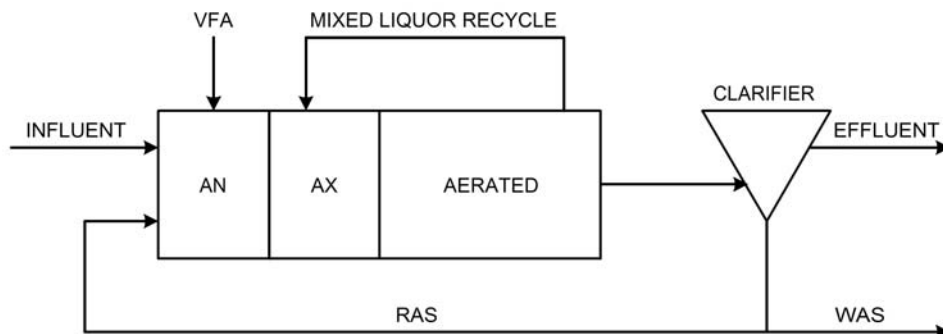 VFA
MIXED LIQUOR RECYCLE
CLARIFIER
INFLUENT
EFFLUENT
AN
AX
AERATED
RAS
WAS